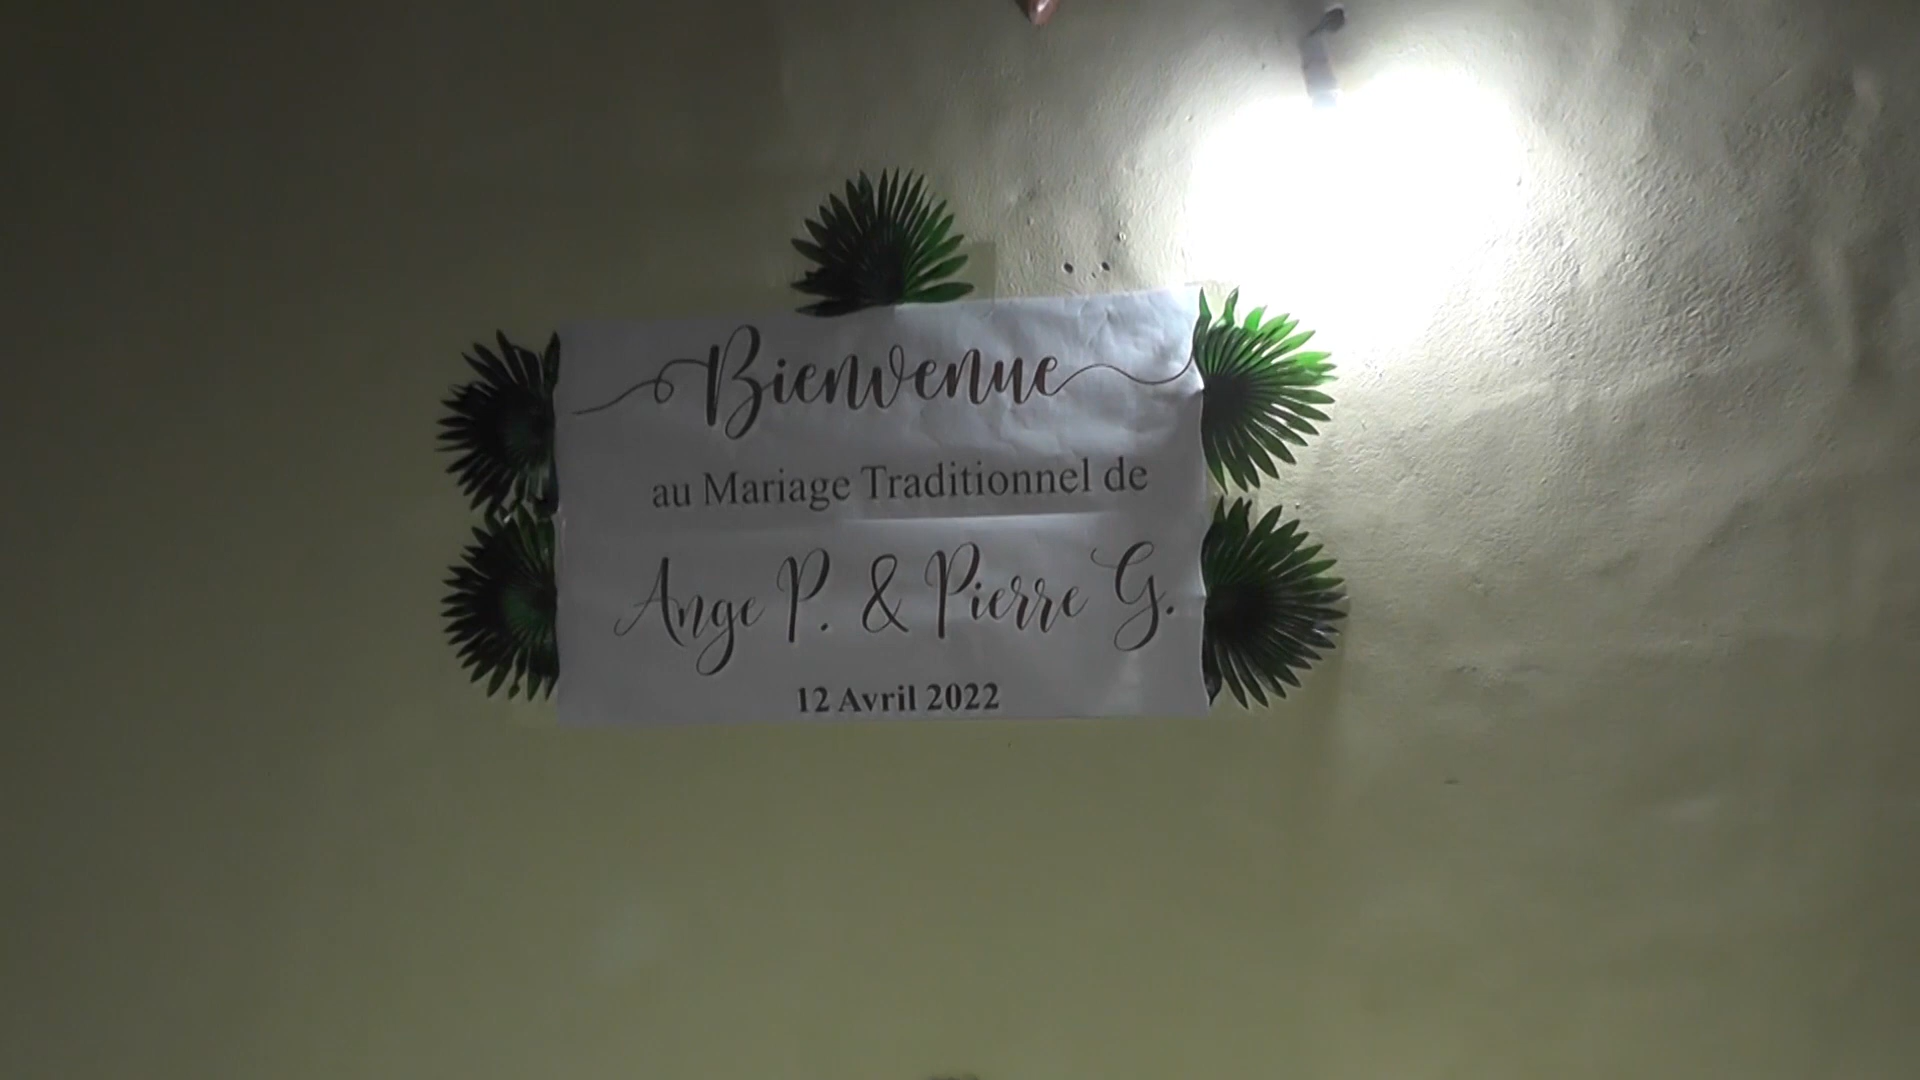 Bienvenue
au Mariage Traditionnel de
Ange P. & Pierre G.
12 Avril 2022